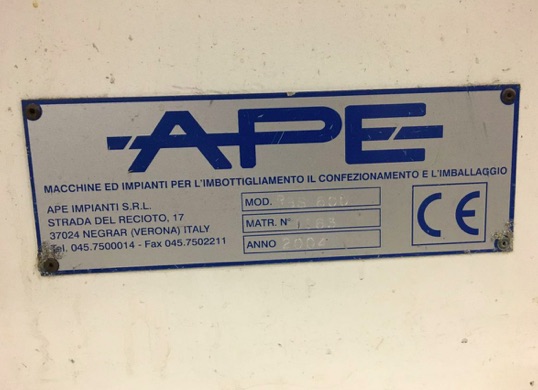 APE
MACCHINE ED IMPIANTI PER L'IMBOTTIGLIAMENTO IL CONFEZIONAMENTO E L'IMBALLAGGIO
APE IMPIANTI S.R.L.
STRADA DEL RECIOTO, 17
37024 NEGRAR (VERONA) ITALY
Tel. 045.7500014 - Fax 045.7502211
MOD.
MATR. N°
ANNO 2004
CE